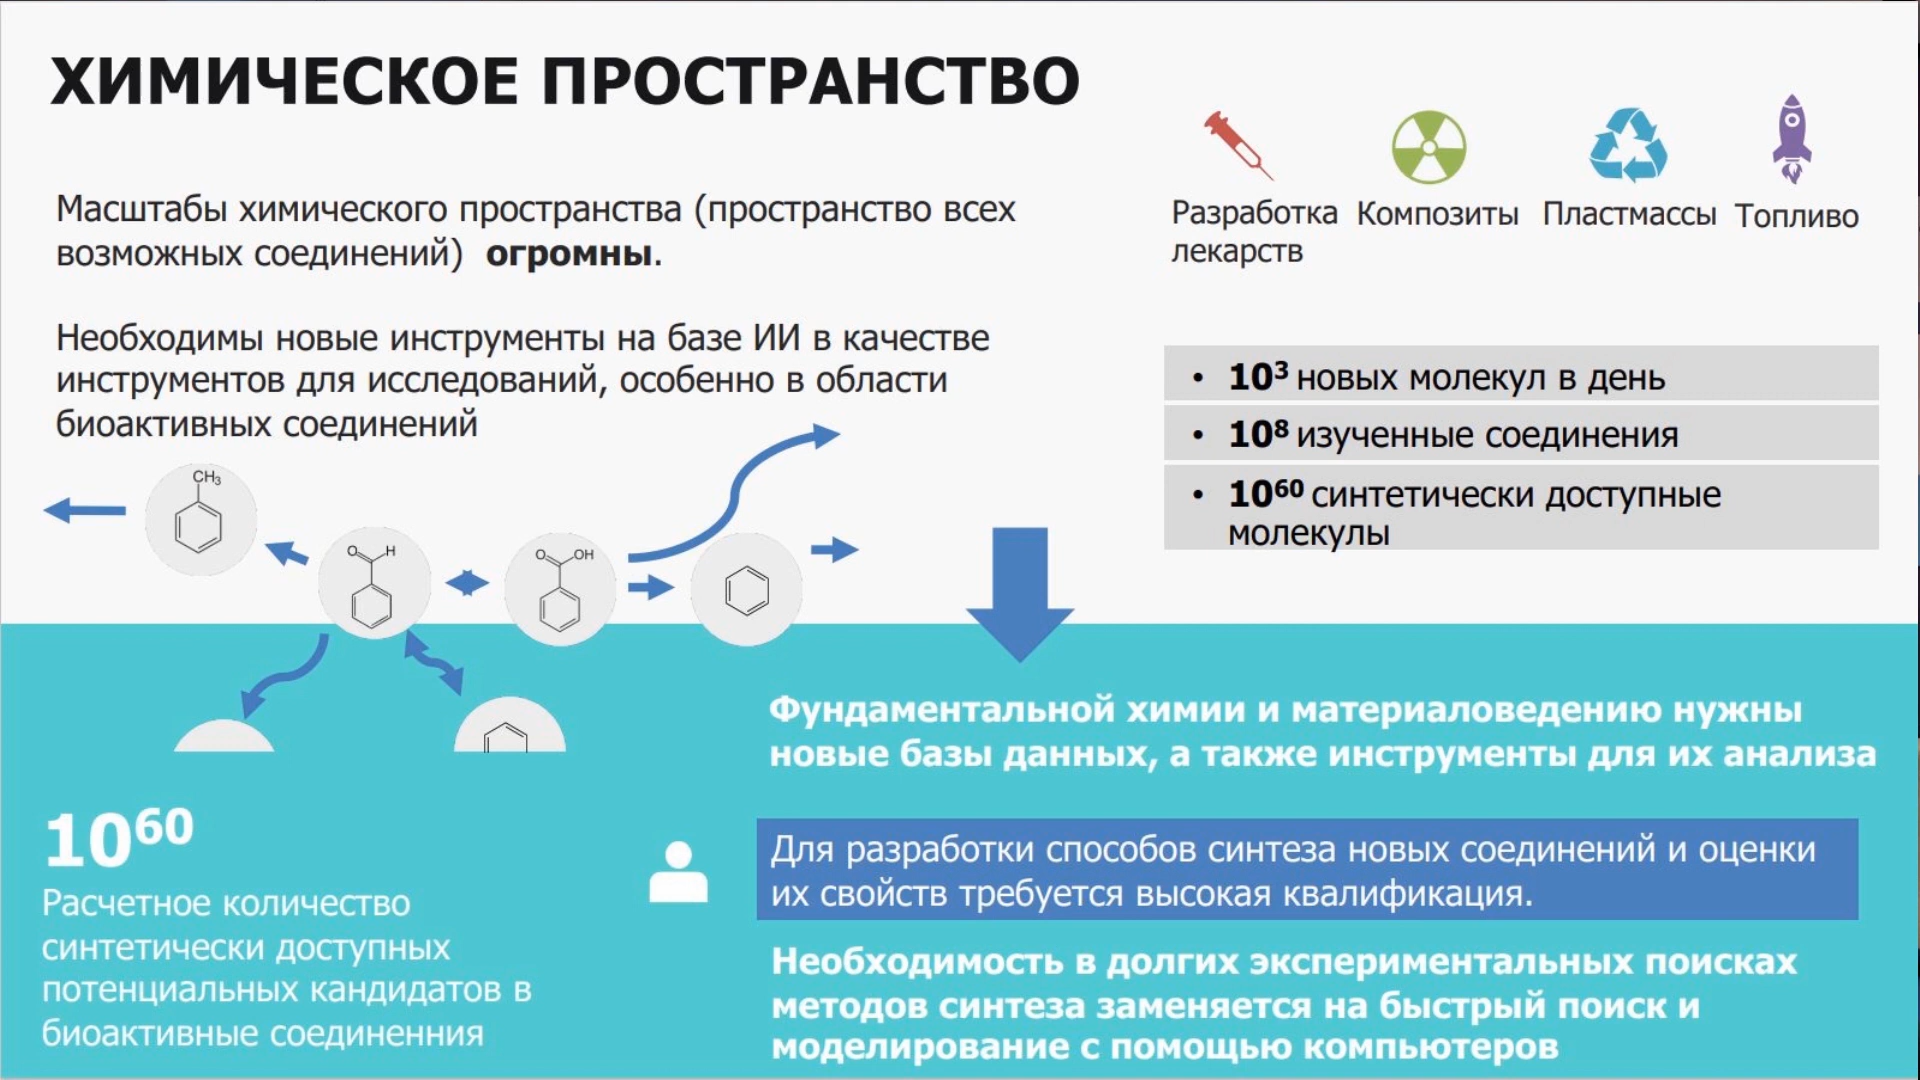 ХИМИЧЕСКОЕ ПРОСТРАНСТВО
Масштабы химического пространства (пространство всех
возможных соединений) огромны.
Необходимы новые инструменты на базе ИИ в качестве
инструментов для исследований, особенно в области
биоактивных соединений
Разработка
лекарств
Композиты
Пластмассы
Топливо
• 10³ новых молекул в день
• 10⁸ изученные соединения
• 10⁶⁰ синтетически доступные
молекулы
CH₃
O H
O OH
Фундаментальной химии и материаловедению нужны
новые базы данных, а также инструменты для их анализа
10⁶⁰
Расчетное количество
синтетически доступных
потенциальных кандидатов в
биоактивные соединенния
Для разработки способов синтеза новых соединений и оценки
их свойств требуется высокая квалификация.
Необходимость в долгих экспериментальных поисках
методов синтеза заменяется на быстрый поиск и
моделирование с помощью компьютеров